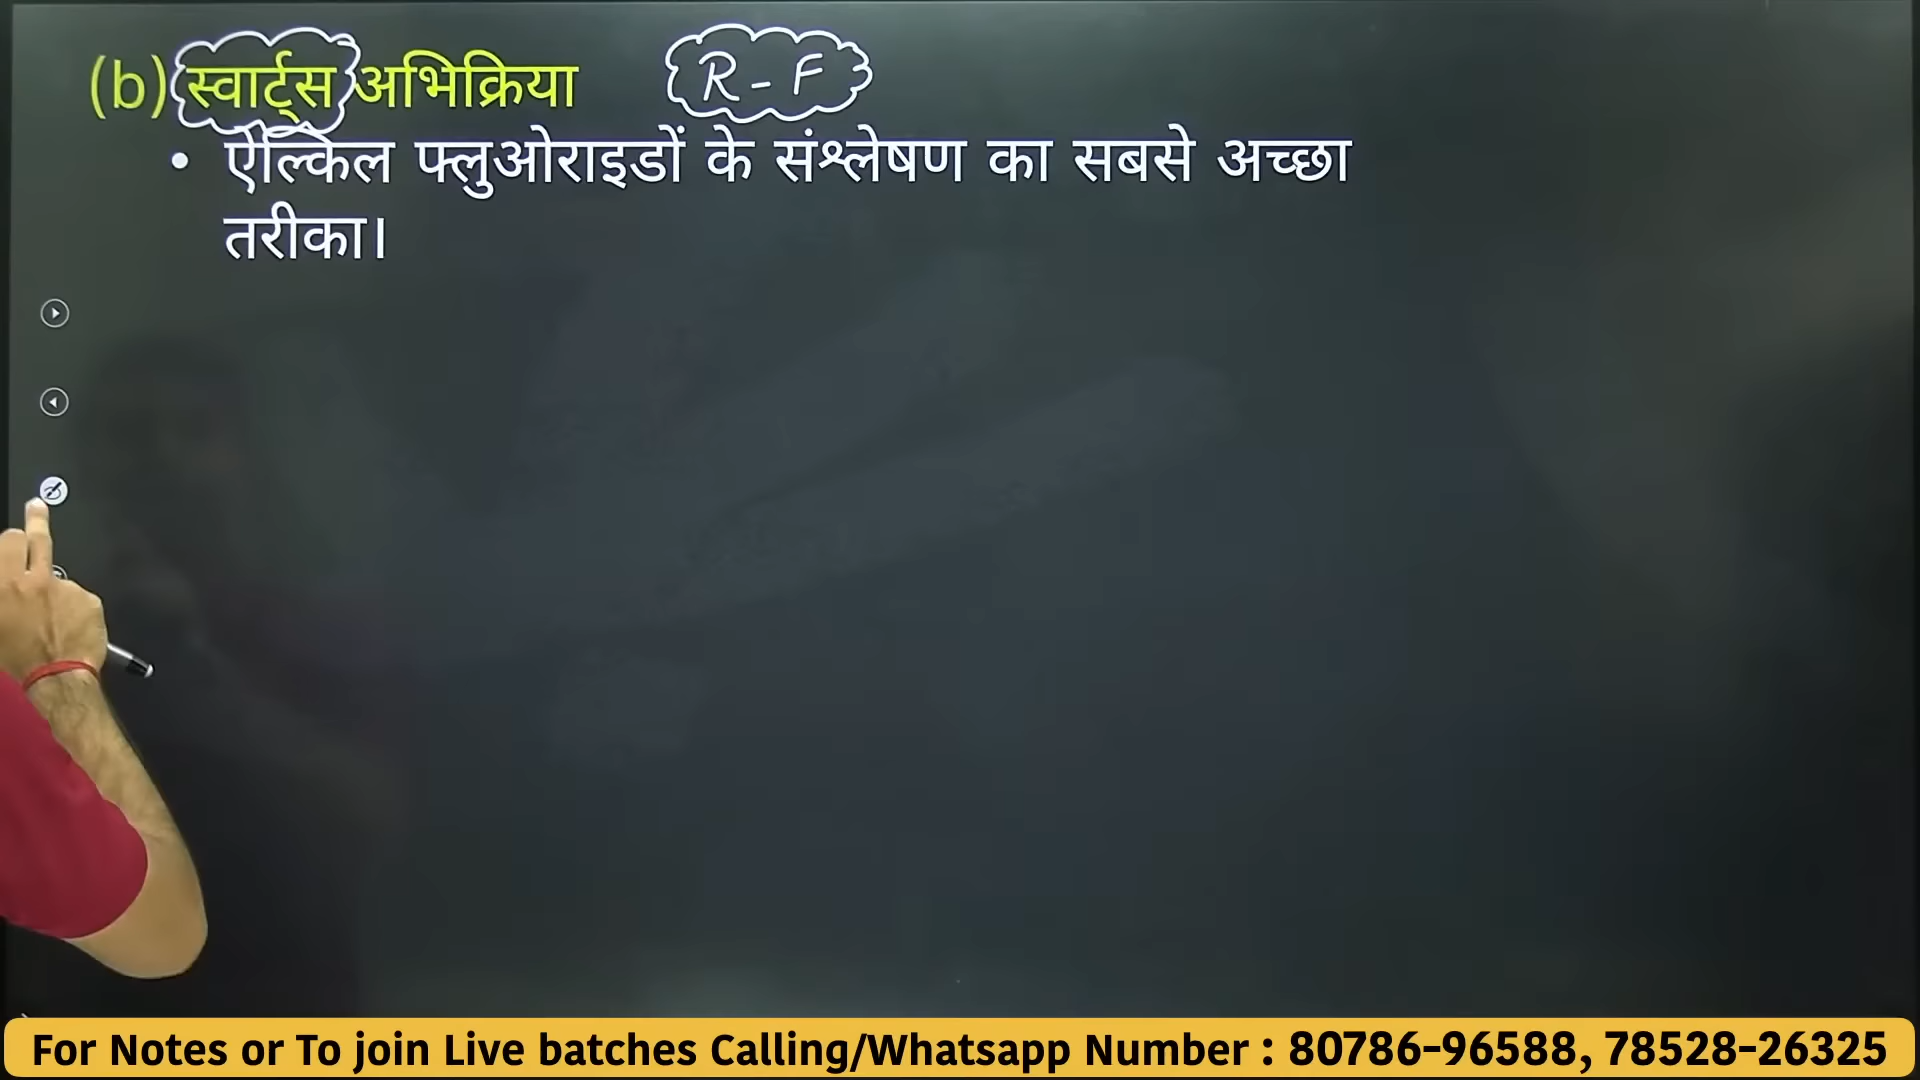 (b) स्वार्ट्स अभिक्रिया R-F
• ऐल्किल फ्लुओराइडों के संश्लेषण का सबसे अच्छा
तरीका।
For Notes or To join Live batches Calling/Whatsapp Number : 80786-96588, 78528-26325